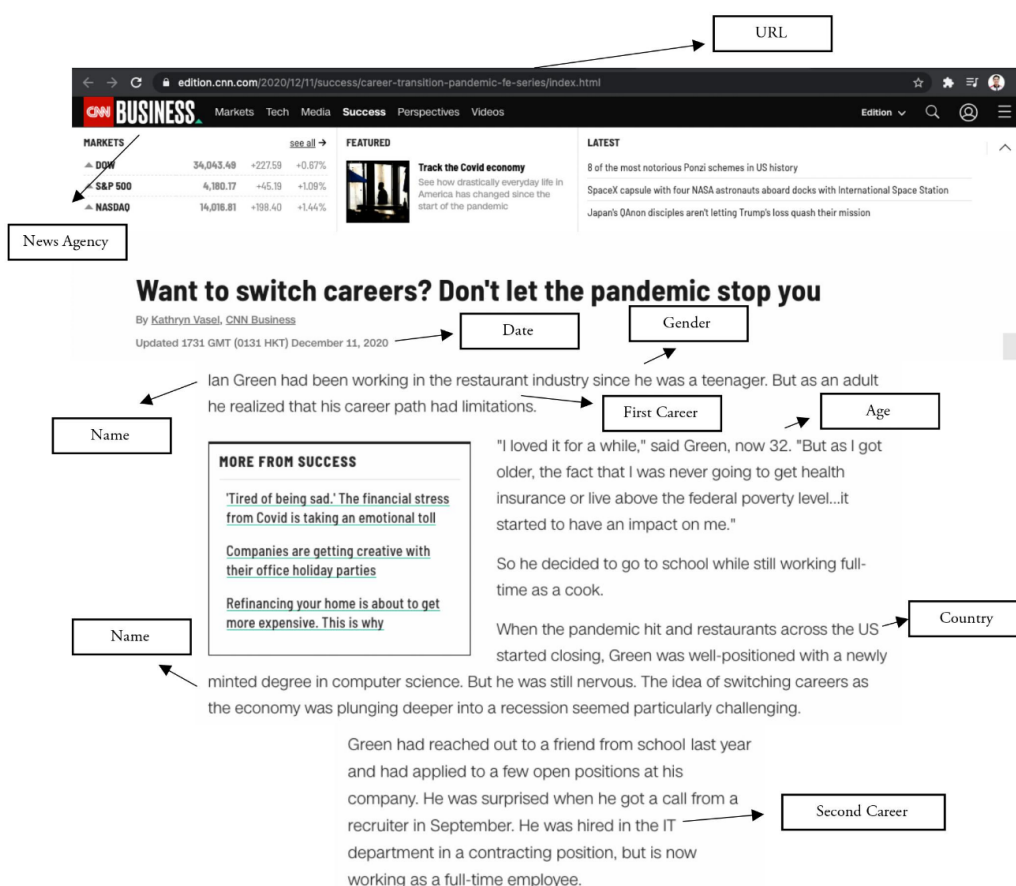 URL
edition.cnn.com/2020/12/11/success/career-transition-pandemic-fe-series/index.html
CNN BUSINESS Markets Tech Media Success Perspectives Videos Edition
MARKETS see all →
DOW 34,043.49 +227.59 +0.67%
S&P 500 4,180.17 +45.19 +1.09%
NASDAQ 14,016.81 +198.40 +1.44%
FEATURED
Track the Covid economy
See how drastically everyday life in
America has changed since the
start of the pandemic
LATEST
8 of the most notorious Ponzi schemes in US history
SpaceX capsule with four NASA astronauts aboard docks with International Space Station
Japan's QAnon disciples aren't letting Trump's loss quash their mission
News Agency
Want to switch careers? Don't let the pandemic stop you
By Kathryn Vasel, CNN Business
Updated 1731 GMT (0131 HKT) December 11, 2020
Date
Gender
Ian Green had been working in the restaurant industry since he was a teenager. But as an adult
he realized that his career path had limitations.
First Career
Age
Name
MORE FROM SUCCESS
'Tired of being sad.' The financial stress
from Covid is taking an emotional toll
Companies are getting creative with
their office holiday parties
Refinancing your home is about to get
more expensive. This is why
"I loved it for a while," said Green, now 32. "But as I got
older, the fact that I was never going to get health
insurance or live above the federal poverty level...it
started to have an impact on me."
So he decided to go to school while still working full-
time as a cook.
Country
Name
When the pandemic hit and restaurants across the US
started closing, Green was well-positioned with a newly
minted degree in computer science. But he was still nervous. The idea of switching careers as
the economy was plunging deeper into a recession seemed particularly challenging.
Green had reached out to a friend from school last year
and had applied to a few open positions at his
company. He was surprised when he got a call from a
recruiter in September. He was hired in the IT
department in a contracting position, but is now
working as a full-time employee.
Second Career